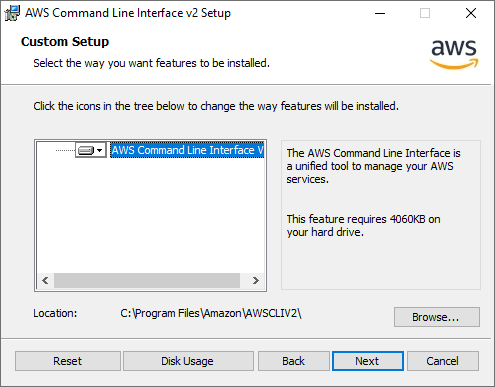 AWS Command Line Interface v2 Setup
Custom Setup
Select the way you want features to be installed.
aws
Click the icons in the tree below to change the way features will be installed.
AWS Command Line Interface V
The AWS Command Line Interface is
a unified tool to manage your AWS
services.
This feature requires 4060KB on
your hard drive.
Location:
C:\Program Files\Amazon\AWSCLIV2\
Browse...
Reset
Disk Usage
Back
Next
Cancel